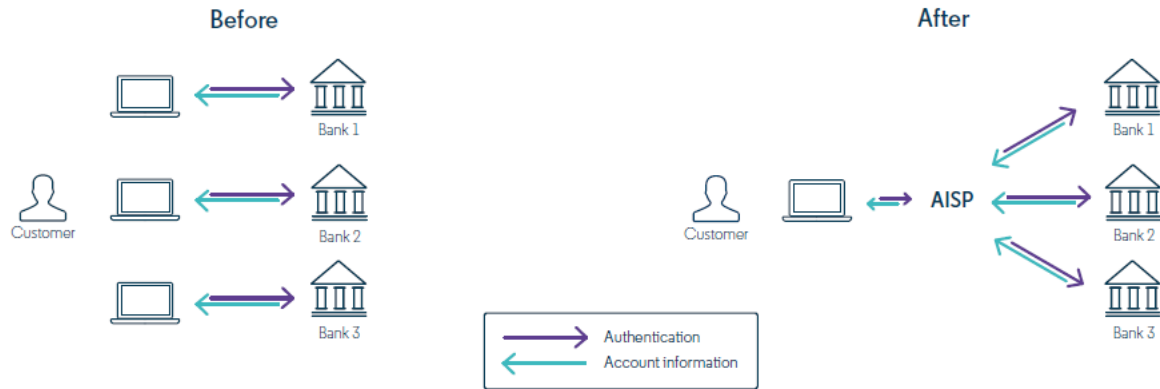 Before
Bank 1
Customer
Bank 2
Bank 3
After
Bank 1
Customer
AISP
Bank 2
Bank 3
Authentication
Account information